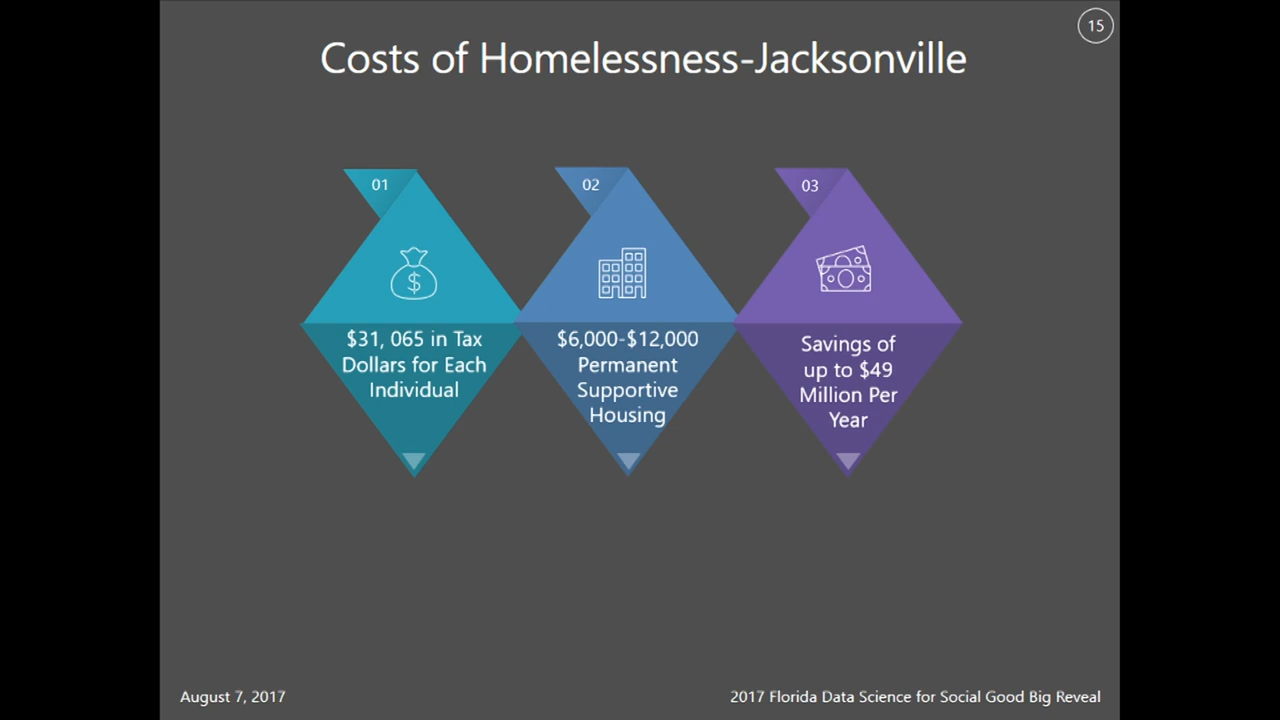 15
Costs of Homelessness-Jacksonville
01
$31, 065 in Tax
Dollars for Each
Individual
02
$6,000-$12,000
Permanent
Supportive
Housing
03
Savings of
up to $49
Million Per
Year
August 7, 2017
2017 Florida Data Science for Social Good Big Reveal